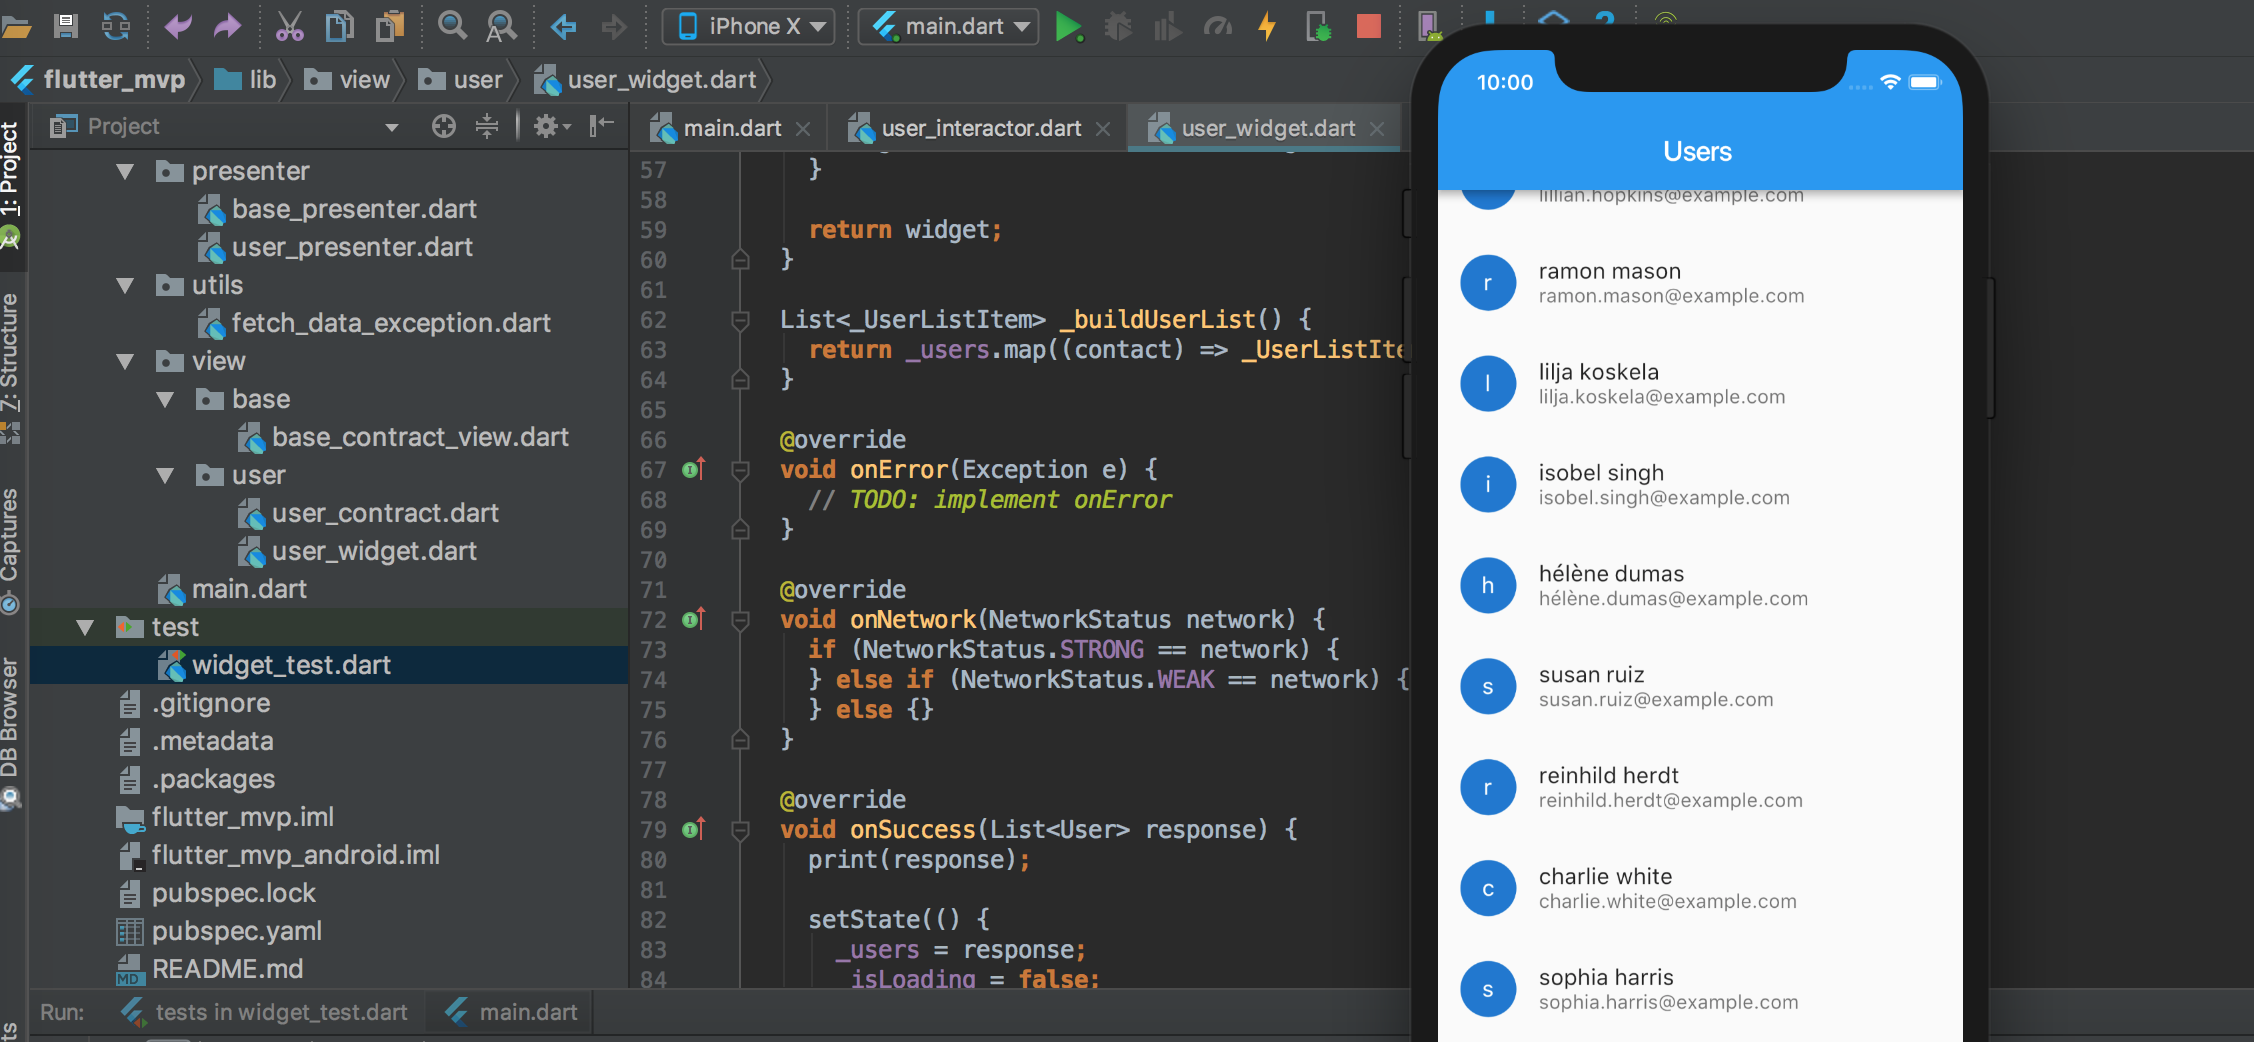 iPhone X
main.dart
flutter_mvp
lib
view
user
user_widget.dart
1: Project
7: Structure
Captures
DB Browser
Project
presenter
base_presenter.dart
user_presenter.dart
utils
fetch_data_exception.dart
view
base
base_contract_view.dart
user
user_contract.dart
user_widget.dart
main.dart
test
widget_test.dart
.gitignore
.metadata
.packages
flutter_mvp.iml
flutter_mvp_android.iml
pubspec.lock
pubspec.yaml
MD README.md
main.dart
user_interactor.dart
user_widget.dart
57 }
58
59 return widget;
60 }
61
62 List<_UserListItem> _buildUserList() {
63 return _users.map((contact) => _UserListIte
64 }
65
66 @override
67 void onError(Exception e) {
68 // TODO: implement onError
69 }
70
71 @override
72 void onNetwork(NetworkStatus network) {
73 if (NetworkStatus.STRONG == network) {
74 } else if (NetworkStatus.WEAK == network) {
75 } else {}
76 }
77
78 @override
79 void onSuccess(List<User> response) {
80 print(response);
81
82 setState(() {
83 _users = response;
84 _isLoading = false;
Run:
tests in widget_test.dart
main.dart
10:00
Users
lillian.hopkins@example.com
r
ramon mason
ramon.mason@example.com
l
lilja koskela
lilja.koskela@example.com
i
isobel singh
isobel.singh@example.com
h
hélène dumas
hélène.dumas@example.com
s
susan ruiz
susan.ruiz@example.com
r
reinhild herdt
reinhild.herdt@example.com
c
charlie white
charlie.white@example.com
s
sophia harris
sophia.harris@example.com